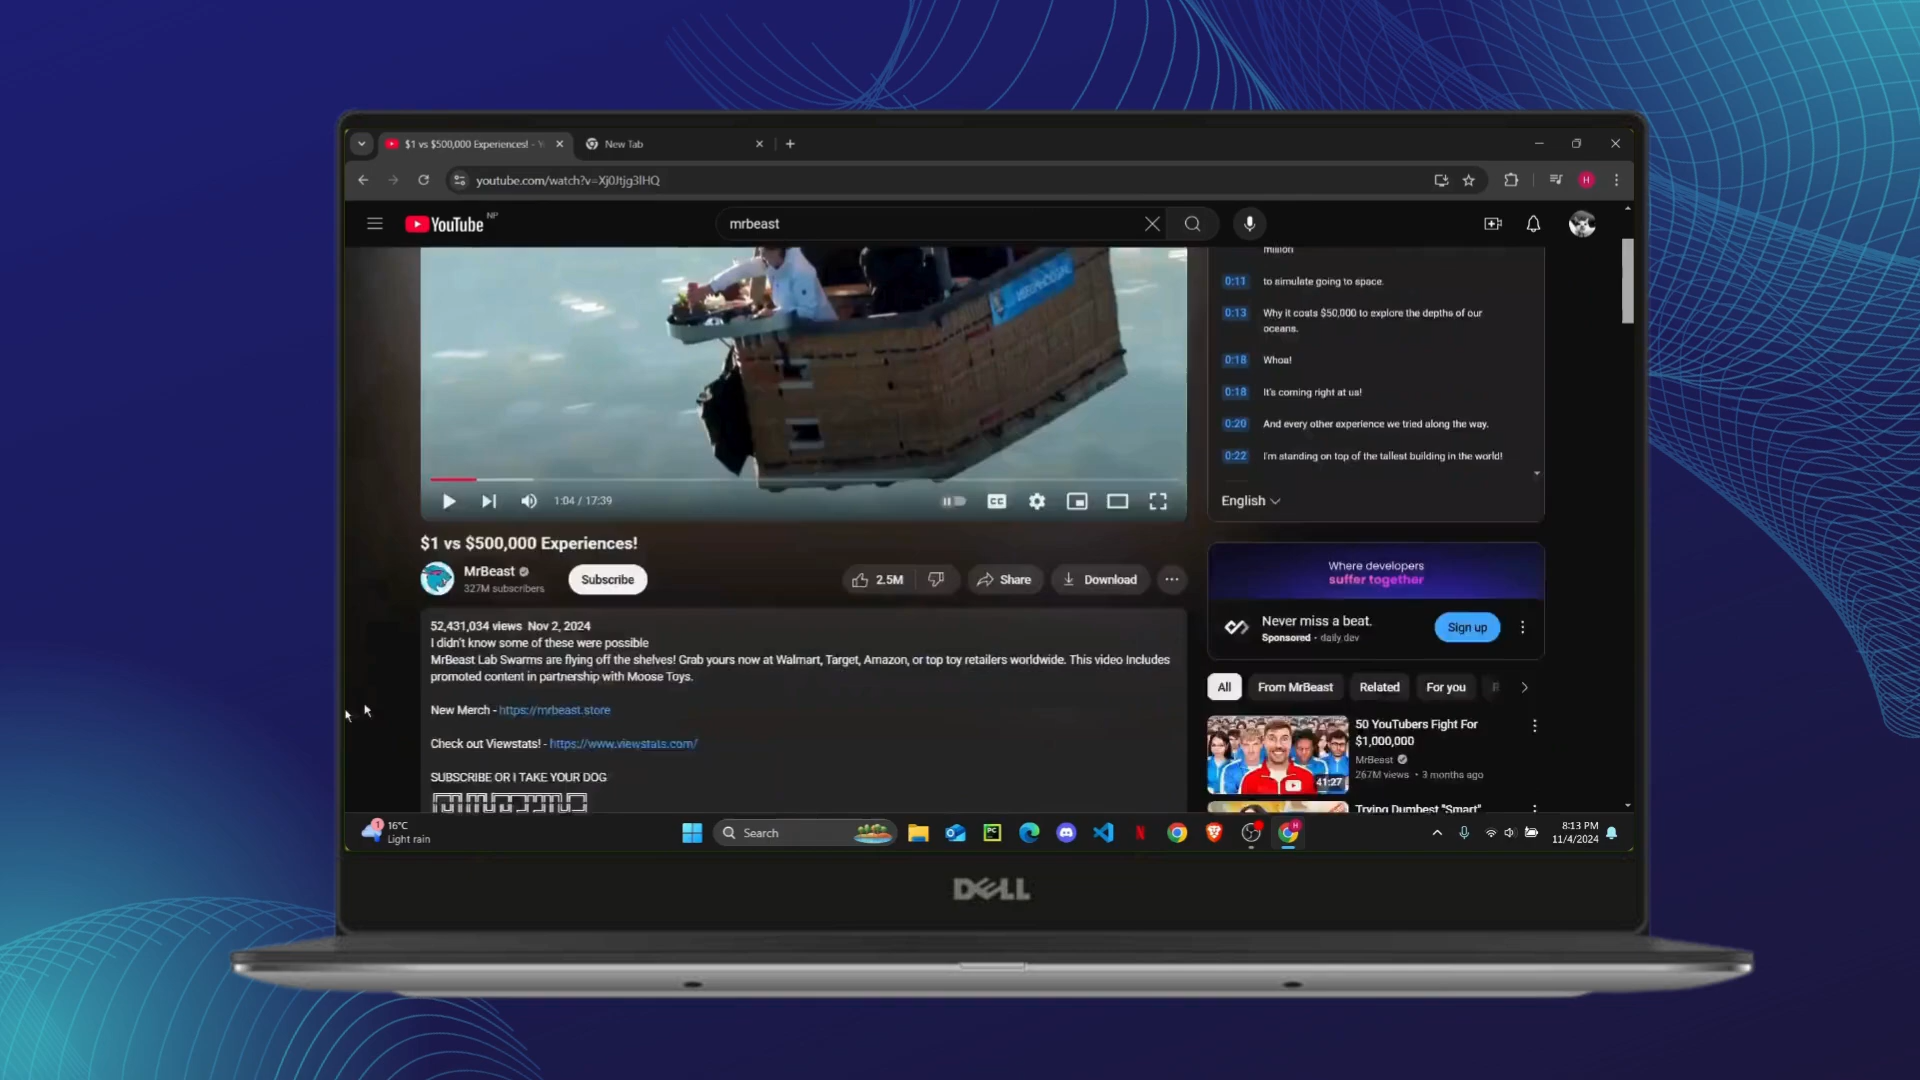 $1 vs $500,000 Experiences! - Y
New Tab
youtube.com/watch?v=Xj0Jtjg3lHQ
H
YouTube NP
mrbeast
million
0:11 to simulate going to space.
0:13 Why it costs $50,000 to explore the depths of our
oceans.
0:18 Whoa!
0:18 It's coming right at us!
0:20 And every other experience we tried along the way.
0:22 I'm standing on top of the tallest building in the world!
English
1:04 / 17:39
CC
$1 vs $500,000 Experiences!
MrBeast
327M subscribers
Subscribe
2.5M
Share
Download
52,431,034 views Nov 2, 2024
I didn't know some of these were possible
MrBeast Lab Swarms are flying off the shelves! Grab yours now at Walmart, Target, Amazon, or top toy retailers worldwide. This video Includes
promoted content in partnership with Moose Toys.
New Merch - https://mrbeast.store
Check out Viewstats! - https://www.viewstats.com/
SUBSCRIBE OR I TAKE YOUR DOG
Where developers
suffer together
Never miss a beat.
Sponsored · daily.dev
Sign up
All
From MrBeast
Related
For you
50 YouTubers Fight For
$1,000,000
MrBeast
267M views • 3 months ago
41:27
Trying Dumbest "Smart"
1
16°C
Light rain
Search
PC
N
H
8:13 PM
11/4/2024
DELL